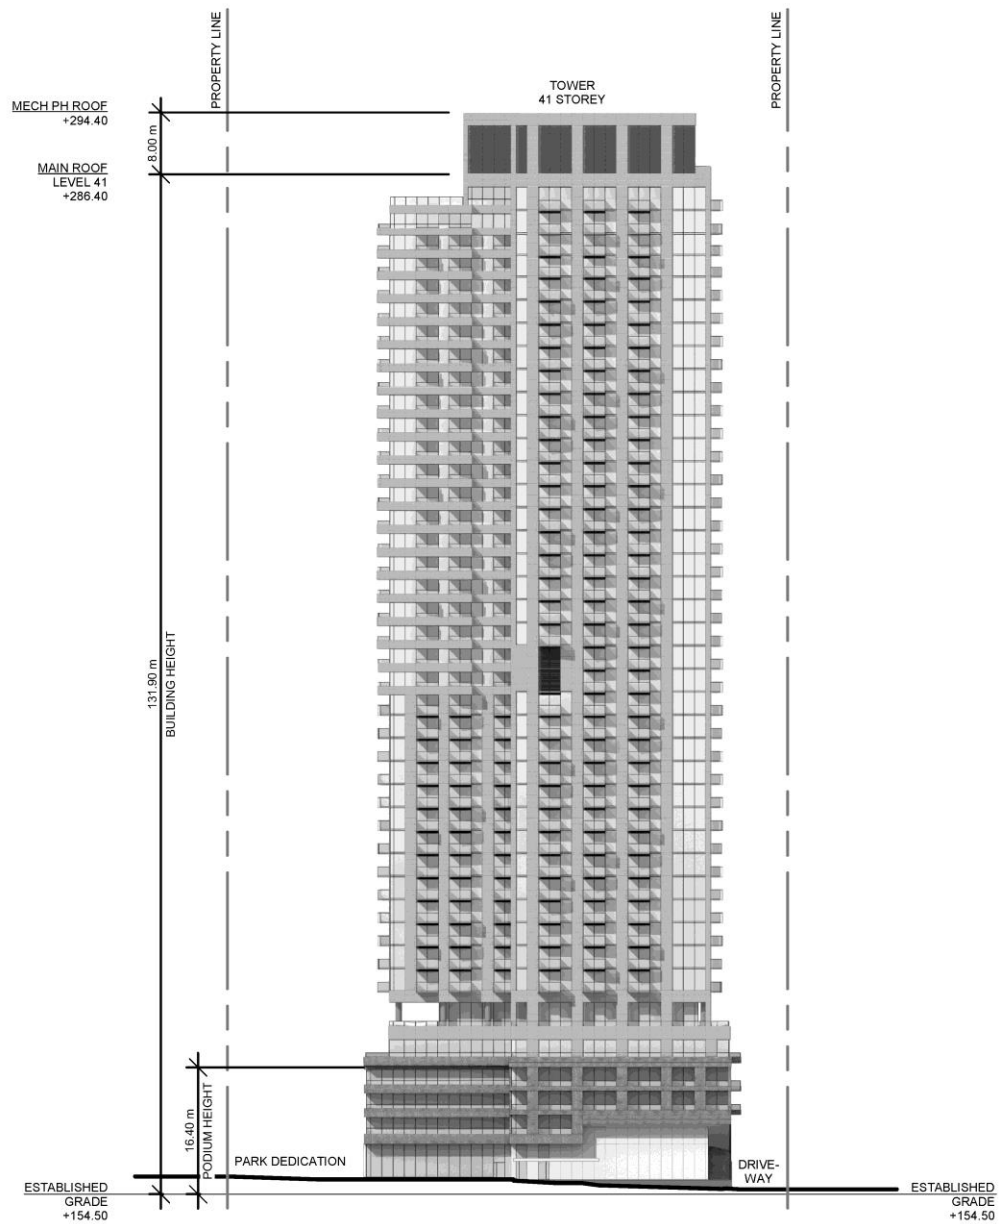 PROPERTY LINE
PROPERTY LINE
TOWER
41 STOREY
MECH PH ROOF
+294.40
8.00 m
MAIN ROOF
LEVEL 41
+286.40
131.90 m
BUILDING HEIGHT
16.40 m
PODIUM HEIGHT
PARK DEDICATION
DRIVE-
WAY
ESTABLISHED
GRADE
+154.50
ESTABLISHED
GRADE
+154.50